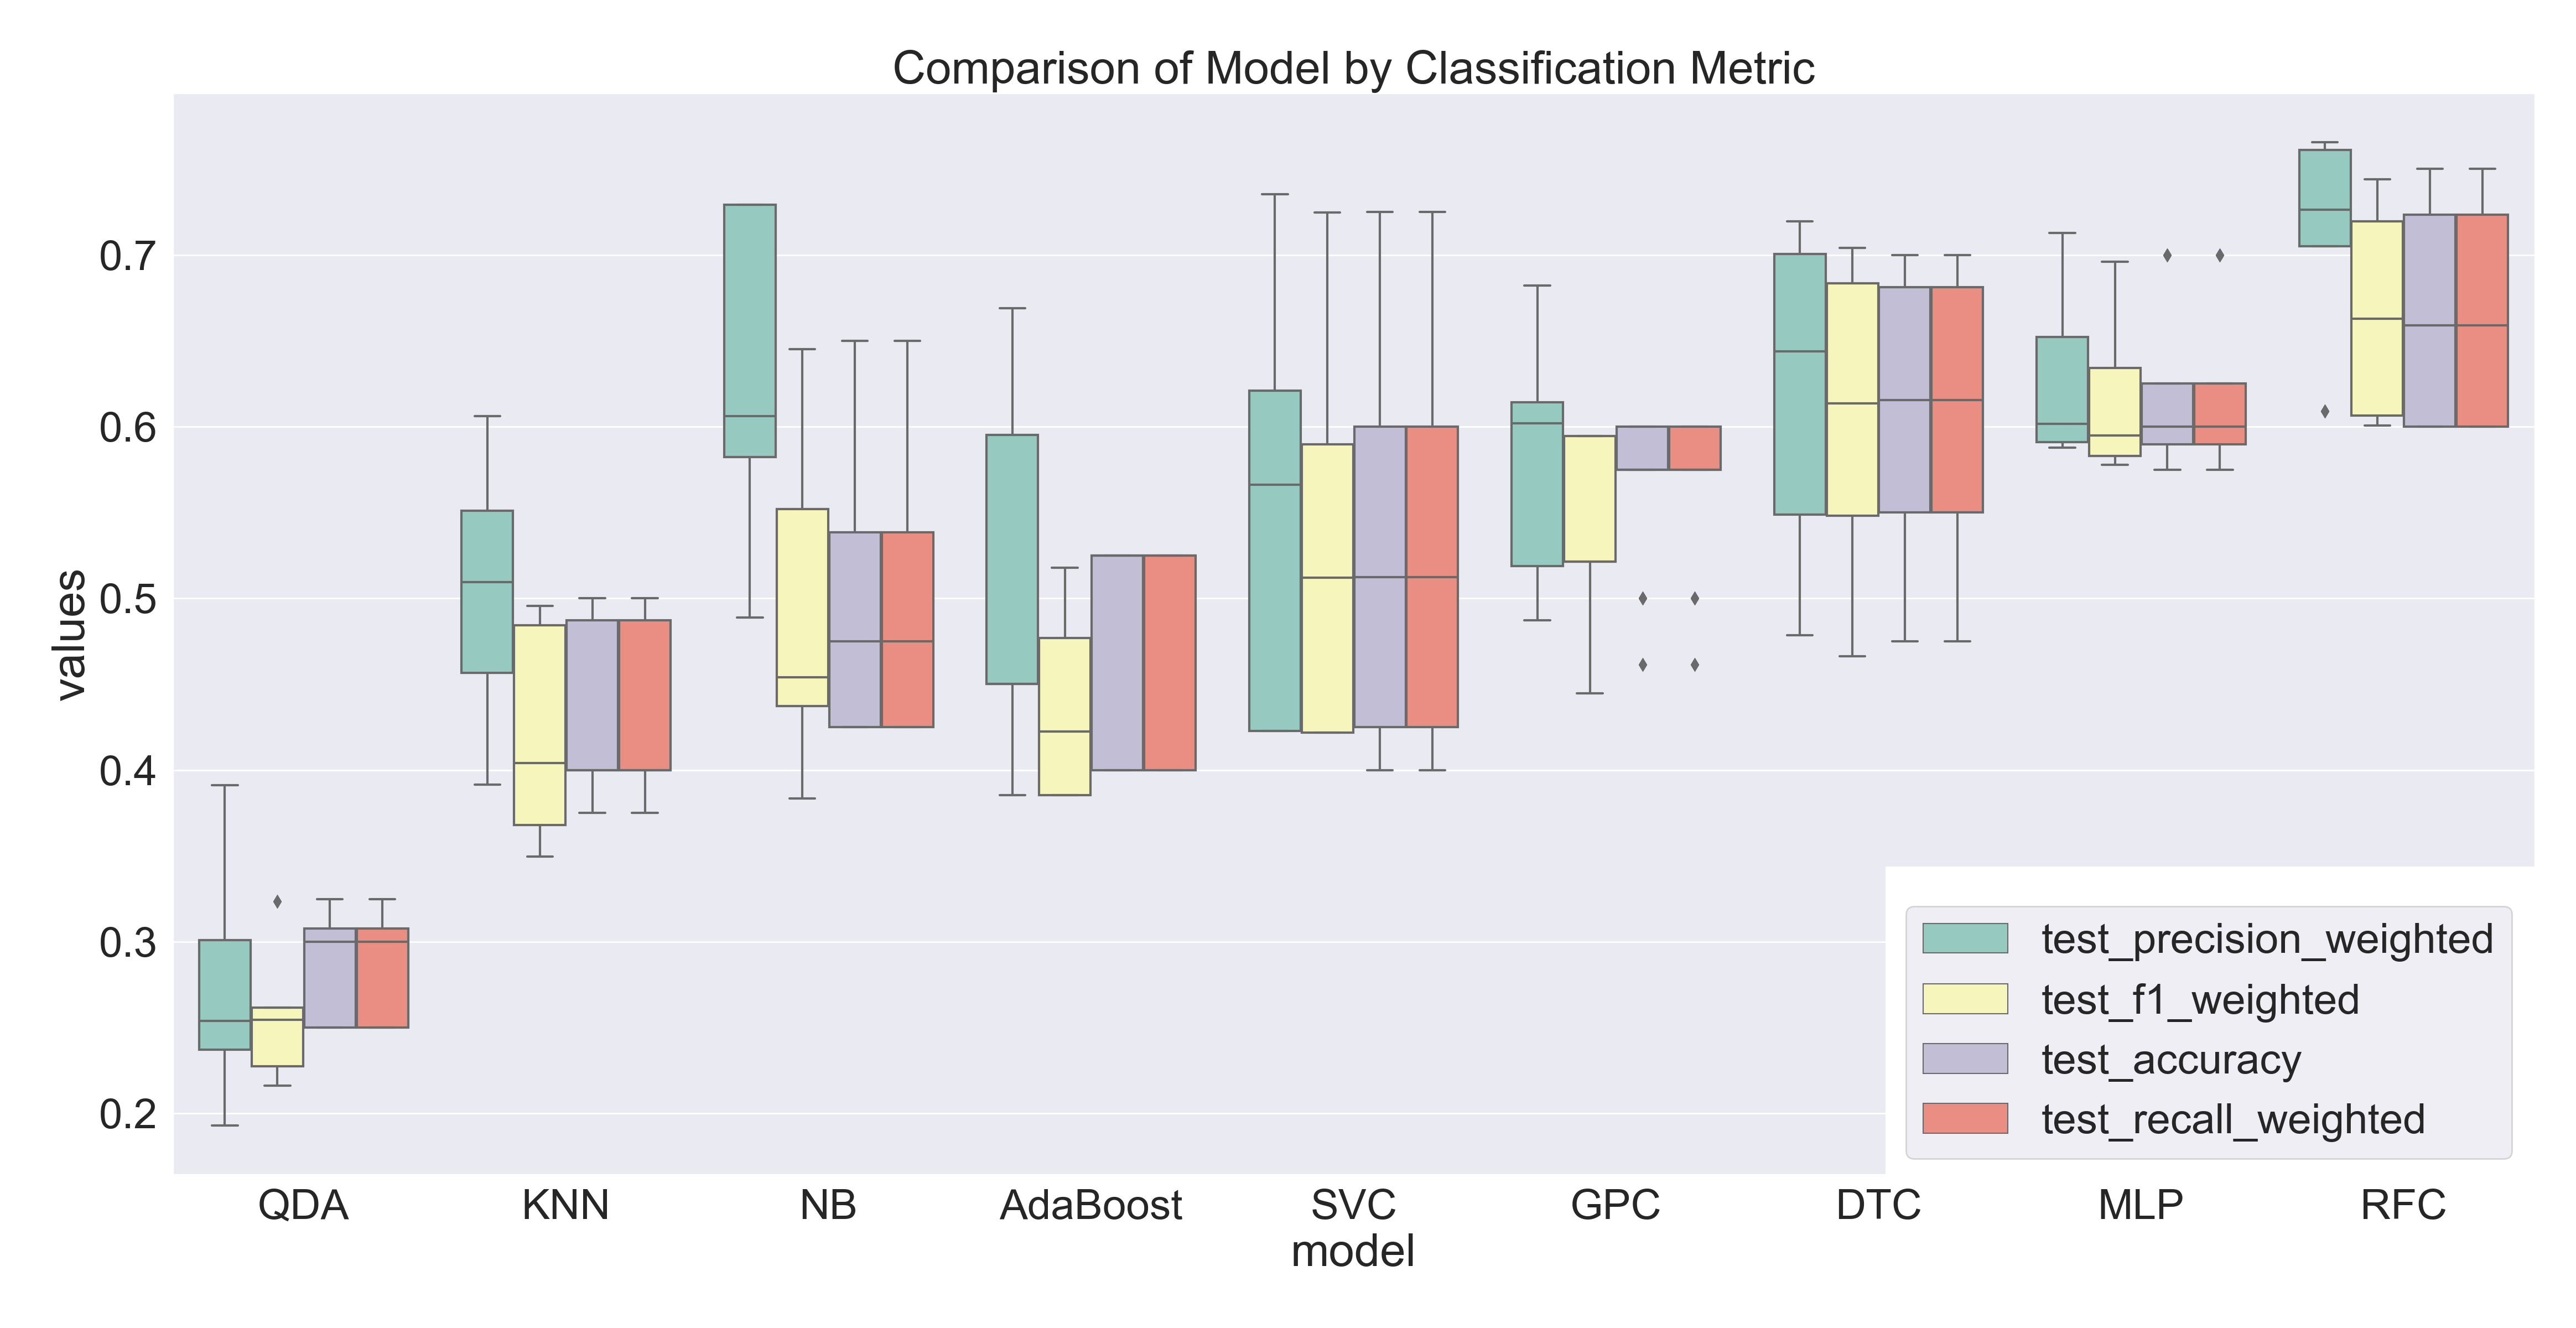 Comparison of Model by Classification Metric
values
0.7
0.6
0.5
0.4
0.3
0.2
QDA KNN NB AdaBoost SVC GPC DTC MLP RFC
model
test_precision_weighted
test_f1_weighted
test_accuracy
test_recall_weighted